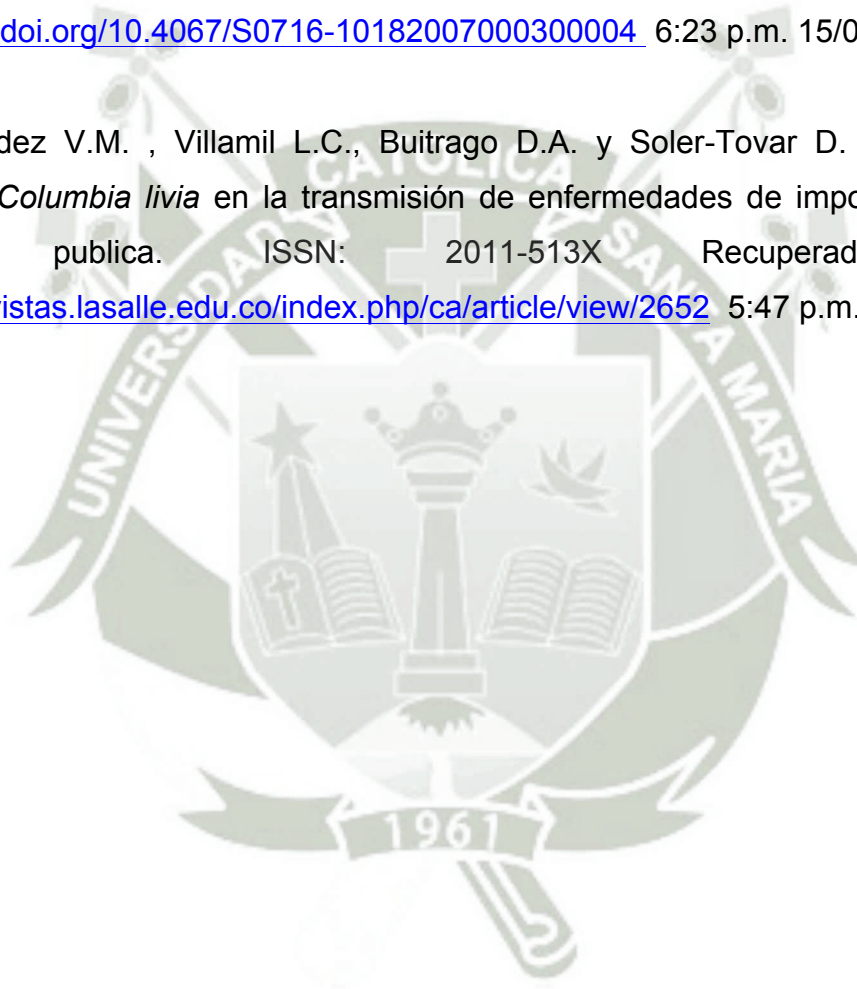 doi.org/10.4067/S0716-10182007000300004 6:23 p.m. 15/0
dez V.M. , Villamil L.C., Buitrago D.A. y Soler-Tovar D.
Columbia livia en la transmisión de enfermedades de impo
publica. ISSN: 2011-513X Recuperad
istas.lasalle.edu.co/index.php/ca/article/view/2652 5:47 p.m.
UNIVERSIDAD CATOLICA SANTA MARIA
1961